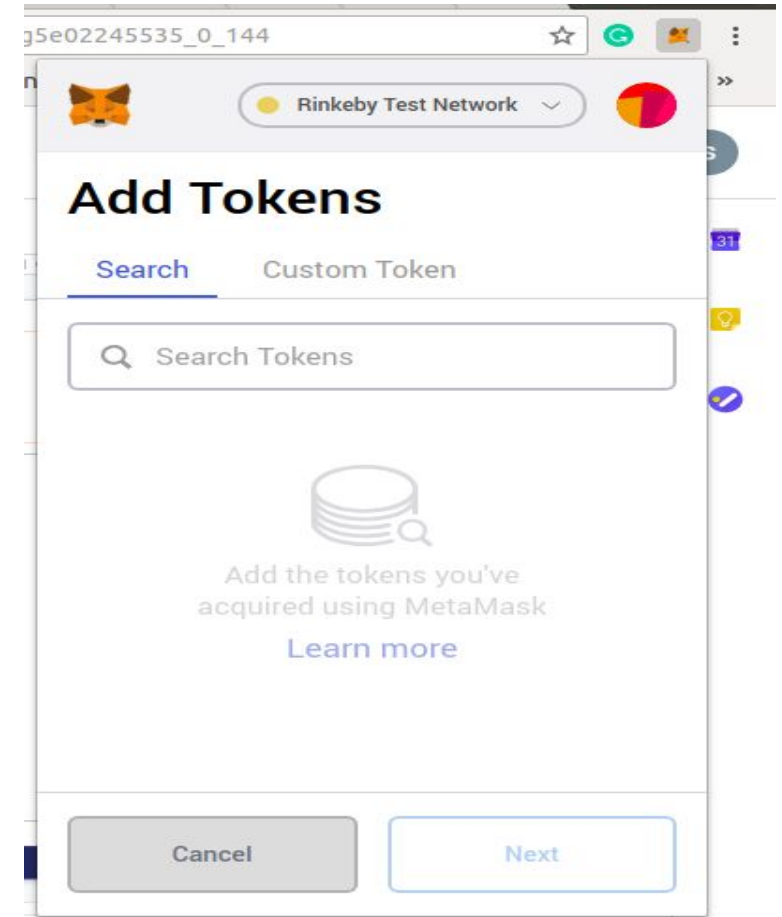 g5e02245535_0_144
Rinkeby Test Network
Add Tokens
Search Custom Token
31
Search Tokens
Add the tokens you've
acquired using MetaMask
Learn more
Cancel Next